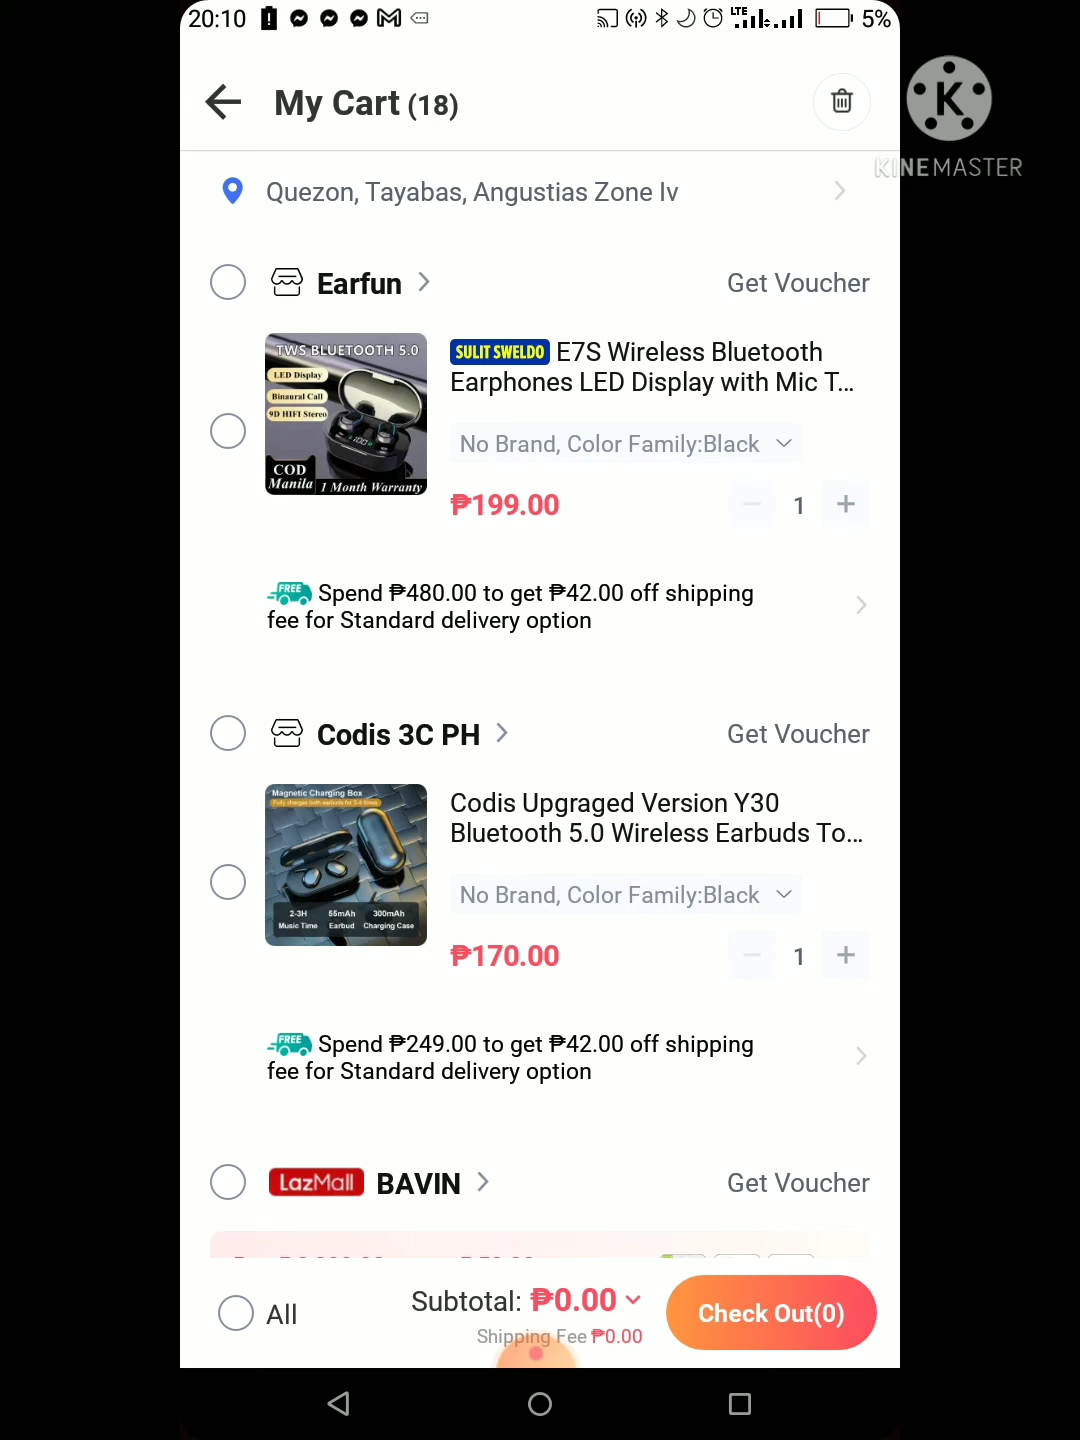 20:10
LTE
5%
My Cart (18)
K
KINEMASTER
Quezon, Tayabas, Angustias Zone Iv
Earfun
Get Voucher
TWS BLUETOOTH 5.0
LED Display
Binaural Call
9D HIFI Stereo
COD
Manila
1 Month Warranty
SULIT SWELDO E7S Wireless Bluetooth
Earphones LED Display with Mic T...
No Brand, Color Family:Black
₱199.00
1
FREE Spend ₱480.00 to get ₱42.00 off shipping
fee for Standard delivery option
Codis 3C PH
Get Voucher
Magnetic Charging Box
Fully charges both earbuds for 3-4 times
2-3H 55mAh 300mAh
Music Time Earbud Charging Case
Codis Upgraged Version Y30
Bluetooth 5.0 Wireless Earbuds To...
No Brand, Color Family:Black
₱170.00
1
FREE Spend ₱249.00 to get ₱42.00 off shipping
fee for Standard delivery option
LazMall BAVIN
Get Voucher
All
Subtotal: ₱0.00
Shipping Fee ₱0.00
Check Out(0)